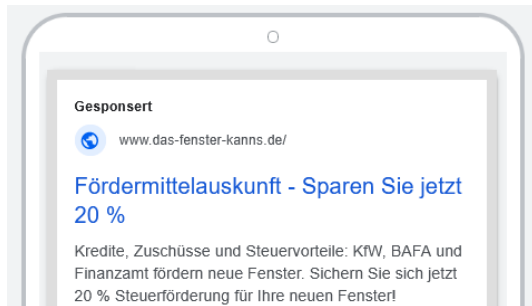 Gesponsert
www.das-fenster-kanns.de/
Fördermittelauskunft - Sparen Sie jetzt
20 %
Kredite, Zuschüsse und Steuervorteile: KfW, BAFA und
Finanzamt fördern neue Fenster. Sichern Sie sich jetzt
20 % Steuerförderung für Ihre neuen Fenster!